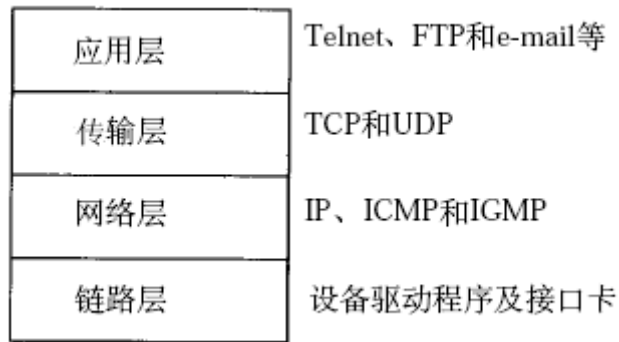 应用层 Telnet、FTP和e-mail等
传输层 TCP和UDP
网络层 IP、ICMP和IGMP
链路层 设备驱动程序及接口卡